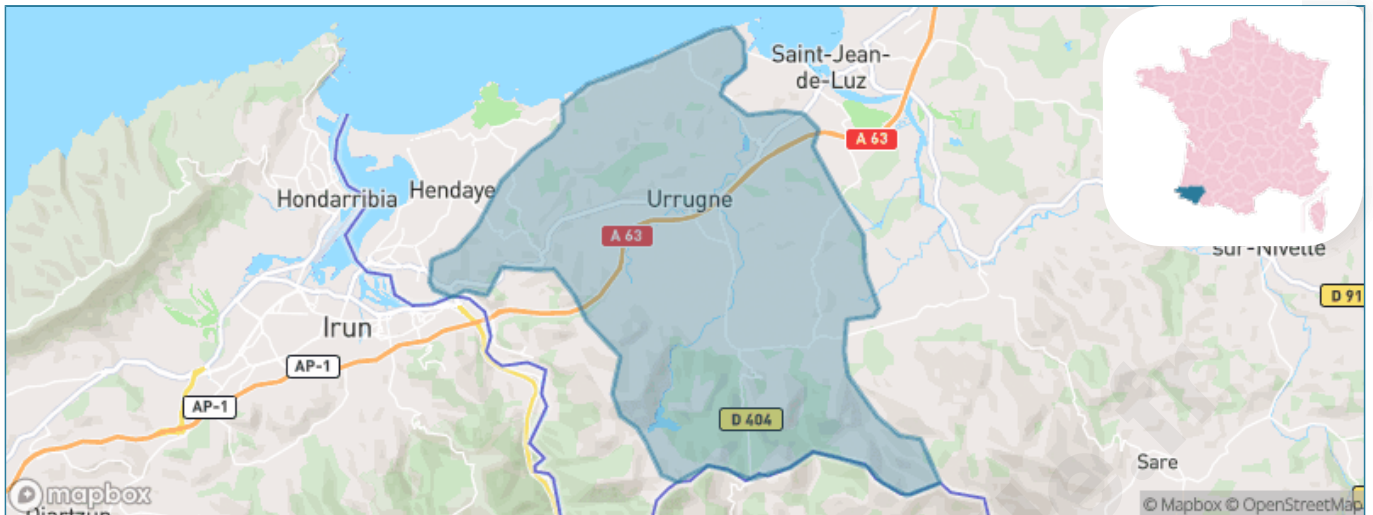 Saint-Jean-
de-Luz
A 63
Hondarribia
Hendaye
Urrugne
A 63
sur-Nivelle
D 91
Irun
AP-1
AP-1
D 404
Sare
mapbox
© Mapbox © OpenStreetMap